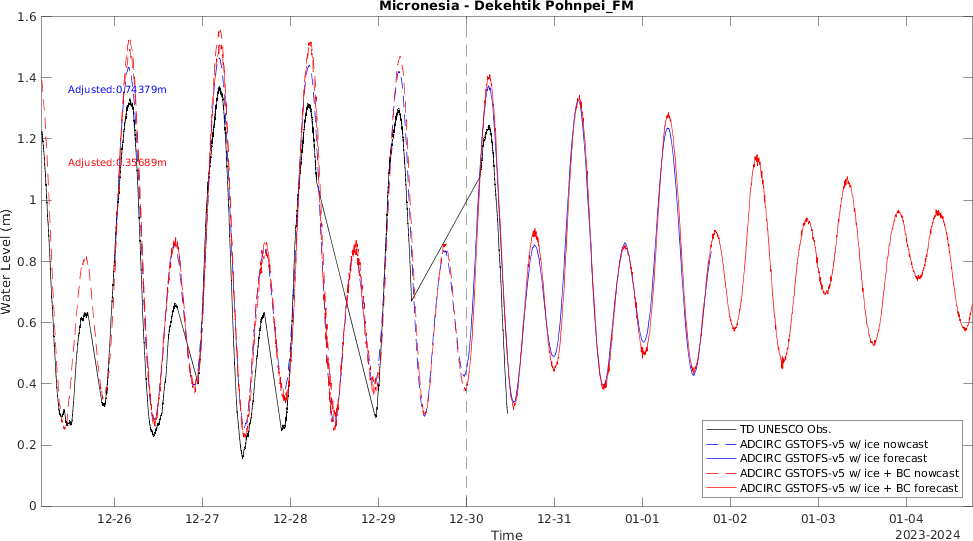 Micronesia - Dekehtik Pohnpei_FM
Water Level (m)
1.6
1.4
1.2
1
0.8
0.6
0.4
0.2
0
Adjusted:0.74379m
Adjusted:0.35689m
TD UNESCO Obs.
ADCIRC GSTOFS-v5 w/ ice nowcast
ADCIRC GSTOFS-v5 w/ ice forecast
ADCIRC GSTOFS-v5 w/ ice + BC nowcast
ADCIRC GSTOFS-v5 w/ ice + BC forecast
12-26 12-27 12-28 12-29 12-30 12-31 01-01 01-02 01-03 01-04
2023-2024
Time